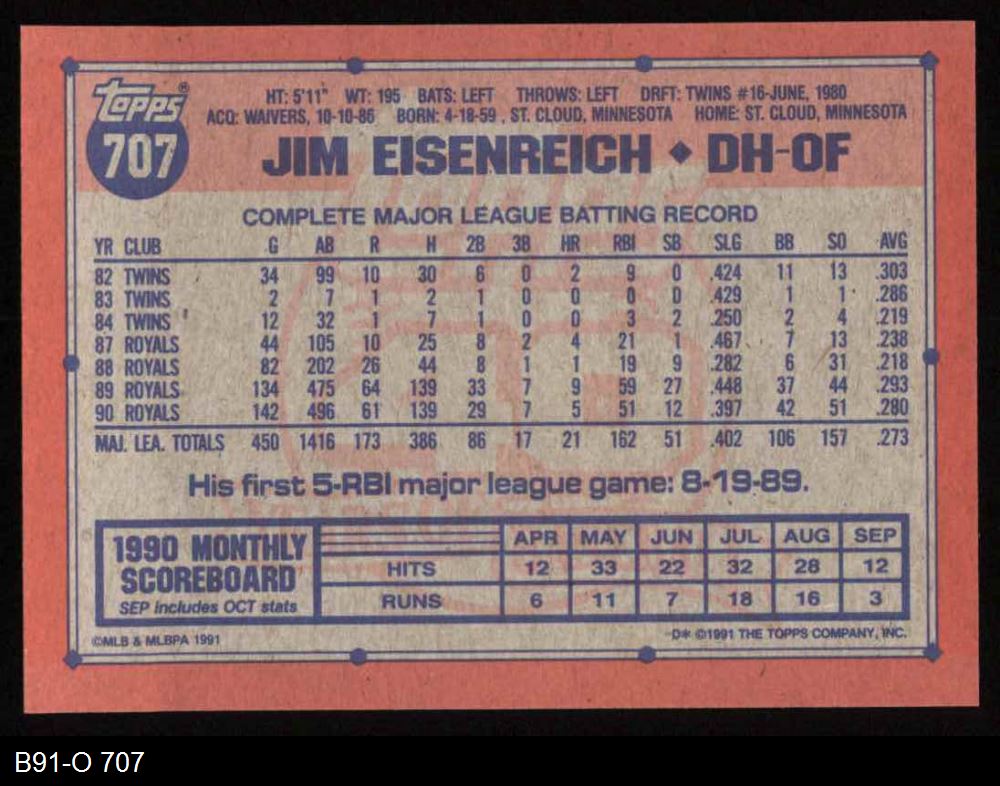 topps®
707
HT: 5'11" WT: 195 BATS: LEFT THROWS: LEFT DRFT: TWINS #16-JUNE, 1980
ACQ: WAIVERS, 10-10-86 BORN: 4-18-59, ST. CLOUD, MINNESOTA HOME: ST. CLOUD, MINNESOTA
JIM EISENREICH ♦ DH-OF
COMPLETE MAJOR LEAGUE BATTING RECORD
YR CLUB G AB R H 2B 3B HR RBI SB SLG BB SO AVG
82 TWINS 34 99 10 30 6 0 2 9 0 .424 11 13 .303
83 TWINS 2 7 1 2 1 0 0 0 0 .429 1 1 .286
84 TWINS 12 32 1 7 1 0 0 3 2 .250 2 4 .219
87 ROYALS 44 105 10 25 8 2 4 21 1 .467 7 13 .238
88 ROYALS 82 202 26 44 8 1 1 19 9 .282 6 31 .218
89 ROYALS 134 475 64 139 33 7 9 59 27 .448 37 44 .293
90 ROYALS 142 496 61 139 29 7 5 51 12 .397 42 51 .280
MAJ. LEA. TOTALS 450 1416 173 386 86 17 21 162 51 .402 106 157 .273
His first 5-RBI major league game: 8-19-89.
1990 MONTHLY
SCOREBOARD
SEP includes OCT stats
APR MAY JUN JUL AUG SEP
HITS 12 33 22 32 28 12
RUNS 6 11 7 18 16 3
©MLB & MLBPA 1991
D* ©1991 THE TOPPS COMPANY, INC.
B91-O 707